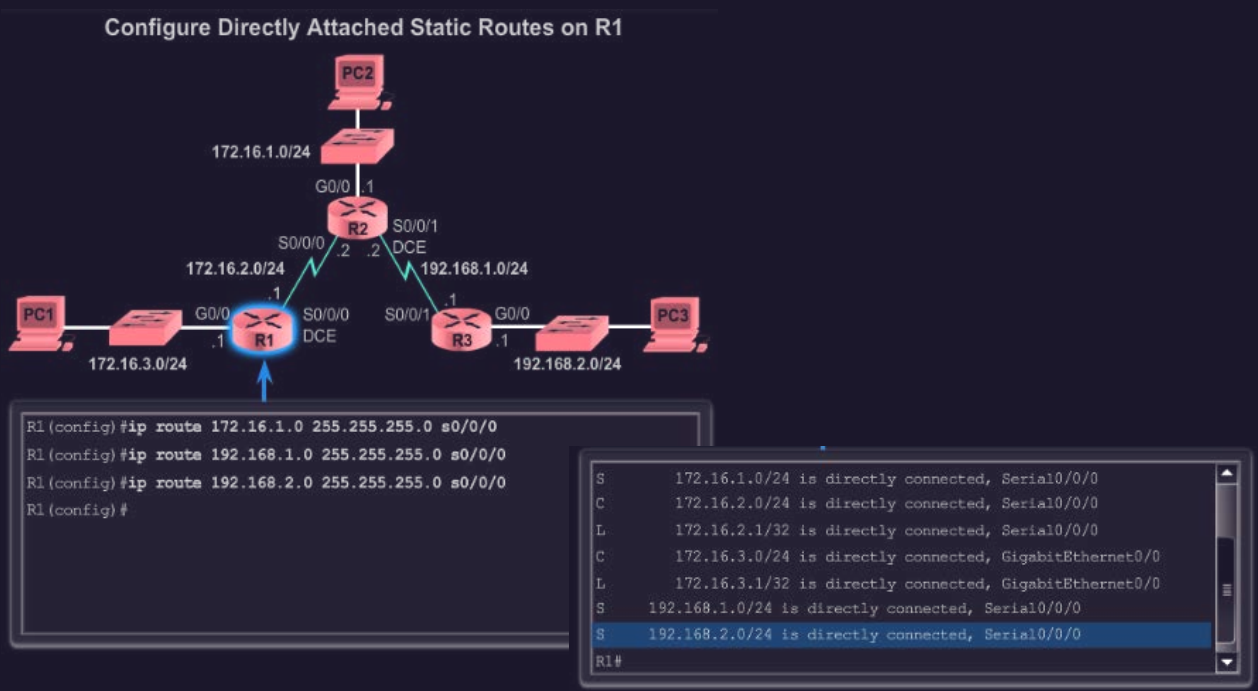 Configure Directly Attached Static Routes on R1
PC2
172.16.1.0/24
G0/0 .1
R2
S0/0/1
S0/0/0 .2 .2 DCE
172.16.2.0/24
192.168.1.0/24
.1
.1
PC1
G0/0
S0/0/0
S0/0/1
G0/0
PC3
.1
R1
DCE
R3
.1
172.16.3.0/24
192.168.2.0/24
R1(config)#ip route 172.16.1.0 255.255.255.0 s0/0/0
R1(config)#ip route 192.168.1.0 255.255.255.0 s0/0/0
R1(config)#ip route 192.168.2.0 255.255.255.0 s0/0/0
R1(config)#
S 172.16.1.0/24 is directly connected, Serial0/0/0
C 172.16.2.0/24 is directly connected, Serial0/0/0
L 172.16.2.1/32 is directly connected, Serial0/0/0
C 172.16.3.0/24 is directly connected, GigabitEthernet0/0
L 172.16.3.1/32 is directly connected, GigabitEthernet0/0
S 192.168.1.0/24 is directly connected, Serial0/0/0
S 192.168.2.0/24 is directly connected, Serial0/0/0
R1#